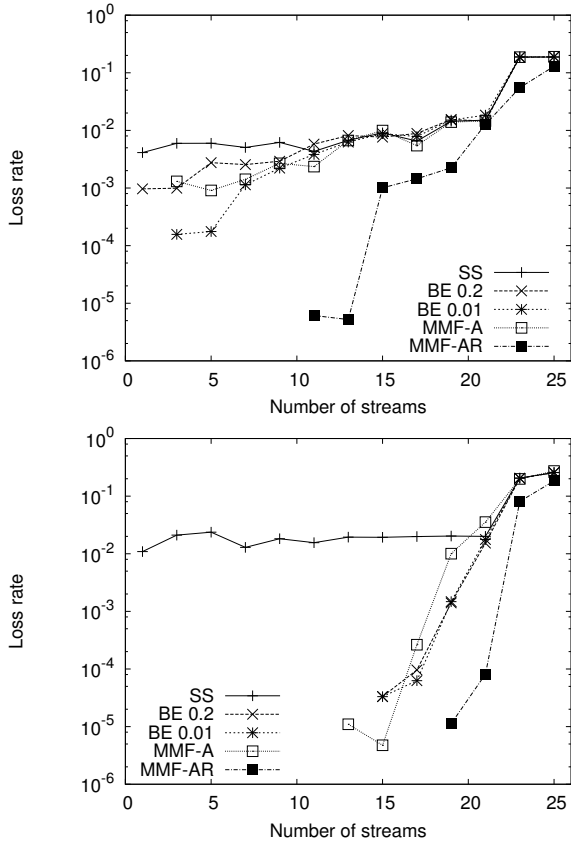 10^0
10^-1
10^-2
10^-3
10^-4
10^-5
10^-6
Loss rate
SS
BE 0.2
BE 0.01
MMF-A
MMF-AR
0 5 10 15 20 25
Number of streams
10^0
10^-1
10^-2
10^-3
10^-4
10^-5
10^-6
Loss rate
SS
BE 0.2
BE 0.01
MMF-A
MMF-AR
0 5 10 15 20 25
Number of streams